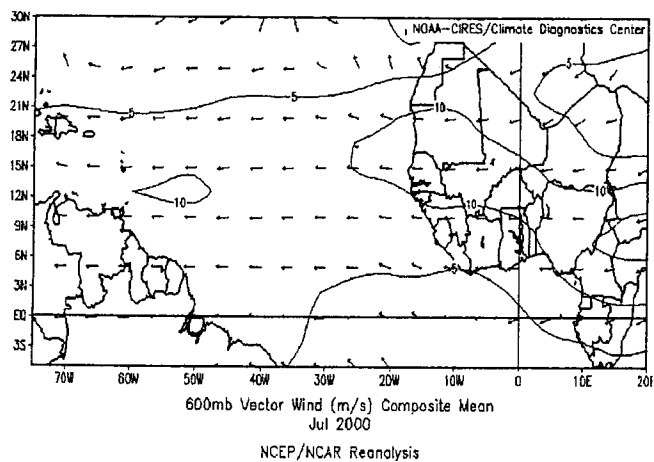 NOAA-CIRES/Climate Diagnostics Center
30N
27N
24N
21N
18N
15N
12N
9N
6N
3N
EQ
3S
5
5
10
10
10
10
5
70W
60W
50W
40W
30W
20W
10W
0
10E
20E
600mb Vector Wind (m/s) Composite Mean
Jul 2000
NCEP/NCAR Reanalysis